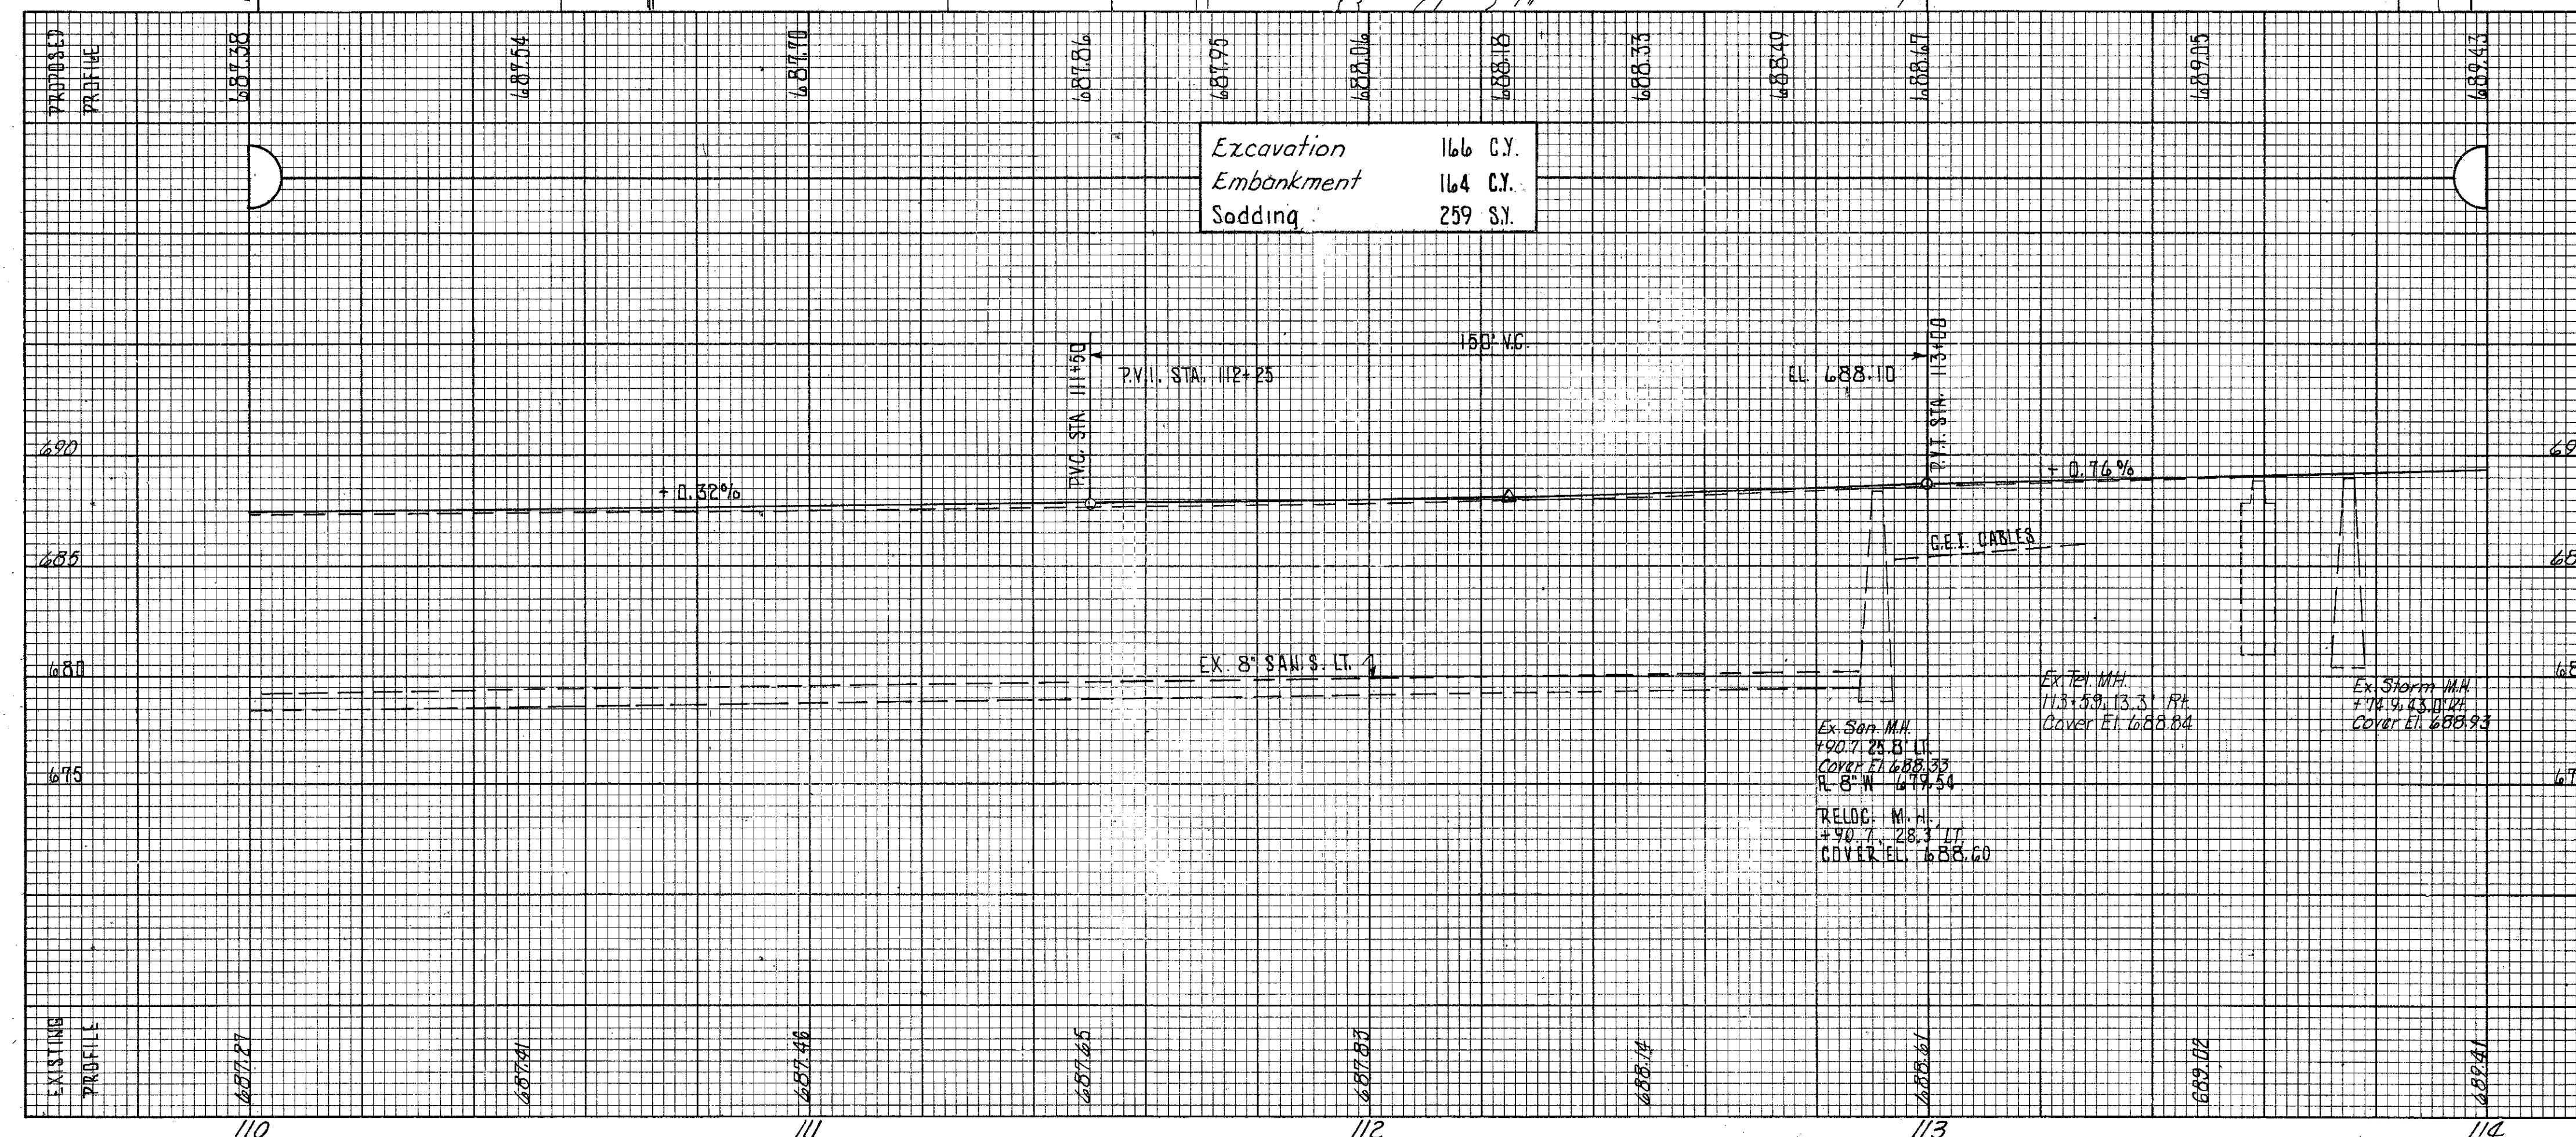 PROPOSED
PROFILE
687.38
687.54
687.70
687.86
687.95
688.06
688.18
688.33
688.49
688.67
689.05
689.43
Excavation 166 C.Y.
Embankment 164 C.Y.
Sodding 259 S.Y.
150' V.C.
P.V.C. STA. 111+50
P.V.I. STA. 112+25
EL. 688.10
P.V.T. STA. 113+00
690
+ 0.32%
+ 0.76%
685
C.E.I. CABLES
680
EX. 8" SAN. S. LT.
675
Ex. Tel. M.H.
113+59, 13.3' Rt.
Cover El. 688.84
Ex. Storm M.H.
+74.9, 43.0' Rt.
Cover El. 688.93
Ex. San. M.H.
+90.7, 25.8' LT.
Cover El. 688.33
8" W 679.54
RELOC. M.H.
+90.7, 28.3' LT.
COVER EL. 688.60
EXISTING
PROFILE
687.27
687.41
687.46
687.65
687.83
688.14
688.61
689.02
689.41
110
111
112
113
114